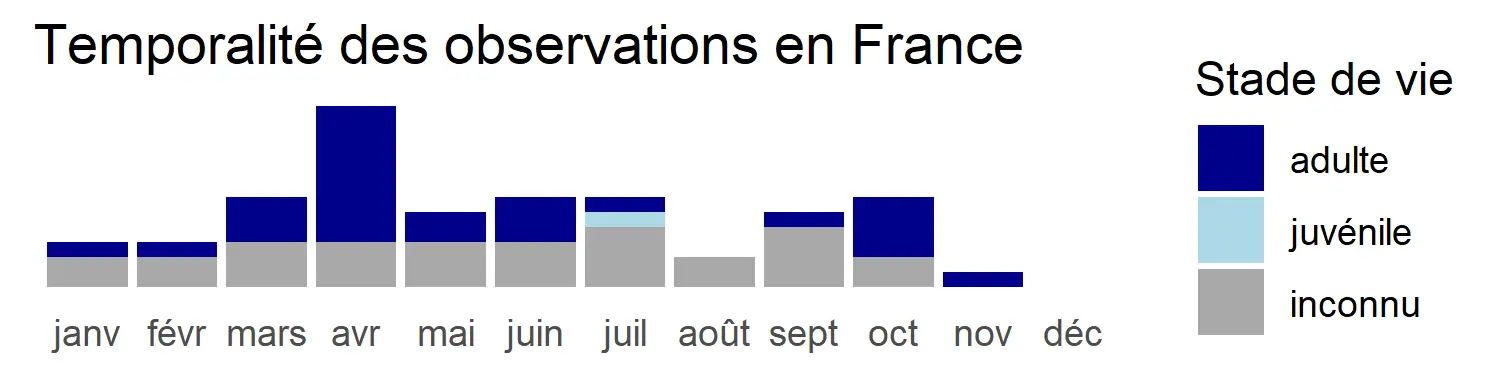 Temporalité des observations en France
Stade de vie
adulte
juvénile
inconnu
janv févr mars avr mai juin juil août sept oct nov déc